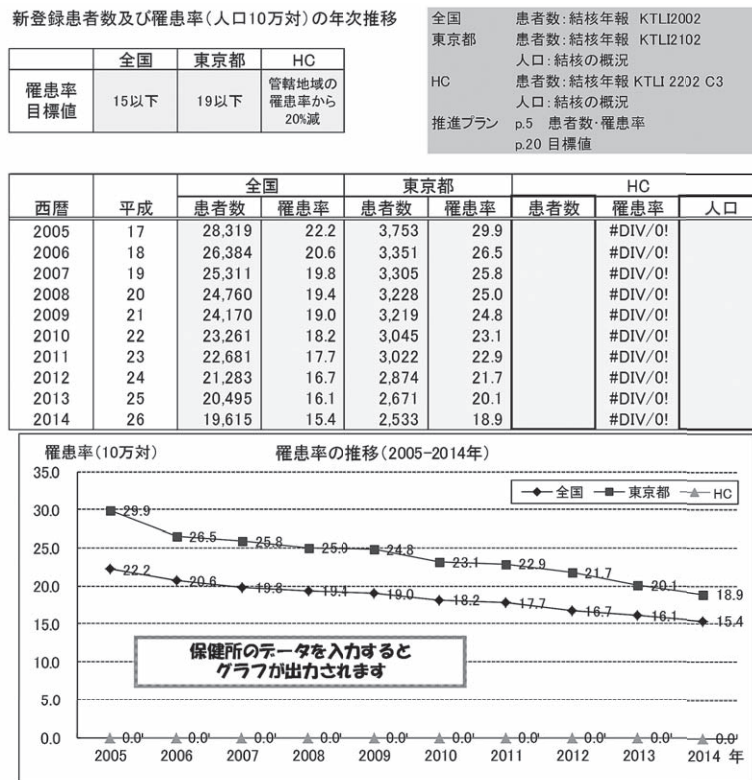 新登録患者数及び罹患率(人口10万対)の年次推移
全国 東京都 HC
罹患率目標値 15以下 19以下 管轄地域の罹患率から20%減
全国 患者数:結核年報 KTLI2002
東京都 患者数:結核年報 KTLI2102
人口:結核の概況
HC 患者数:結核年報 KTLI 2202 C3
人口:結核の概況
推進プラン p.5 患者数・罹患率
p.20 目標値
全国 東京都 HC
西暦 平成 患者数 罹患率 患者数 罹患率 患者数 罹患率 人口
2005 17 28,319 22.2 3,753 29.9 #DIV/0!
2006 18 26,384 20.6 3,351 26.5 #DIV/0!
2007 19 25,311 19.8 3,305 25.8 #DIV/0!
2008 20 24,760 19.4 3,228 25.0 #DIV/0!
2009 21 24,170 19.0 3,219 24.8 #DIV/0!
2010 22 23,261 18.2 3,045 23.1 #DIV/0!
2011 23 22,681 17.7 3,022 22.9 #DIV/0!
2012 24 21,283 16.7 2,874 21.7 #DIV/0!
2013 25 20,495 16.1 2,671 20.1 #DIV/0!
2014 26 19,615 15.4 2,533 18.9 #DIV/0!
罹患率(10万対) 罹患率の推移(2005-2014年)
全国 東京都 HC
35.0
30.0
25.0
20.0
15.0
10.0
5.0
0.0
29.9 26.5 25.8 25.0 24.8 23.1 22.9 21.7 20.1 18.9
22.2 20.6 19.8 19.4 19.0 18.2 17.7 16.7 16.1 15.4
保健所のデータを入力すると
グラフが出力されます
0.0 0.0 0.0 0.0 0.0 0.0 0.0 0.0 0.0 0.0
2005 2006 2007 2008 2009 2010 2011 2012 2013 2014 年